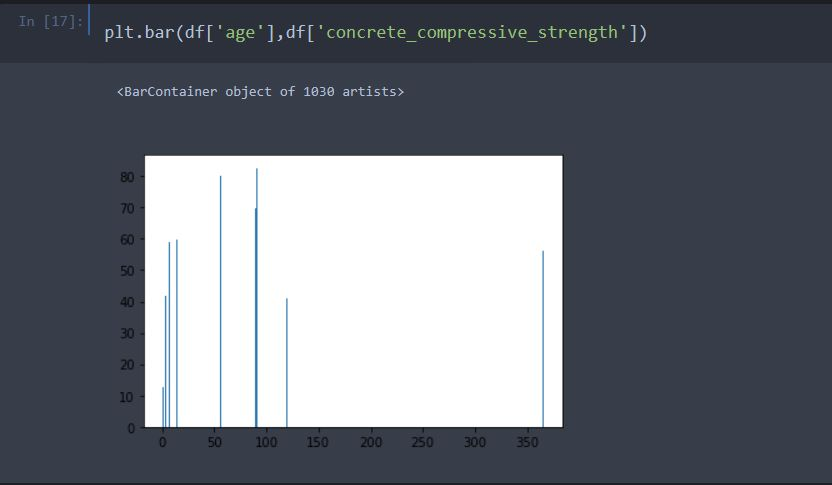 In [17]:
plt.bar(df['age'],df['concrete_compressive_strength'])
<BarContainer object of 1030 artists>
80
70
60
50
40
30
20
10
0
0 50 100 150 200 250 300 350